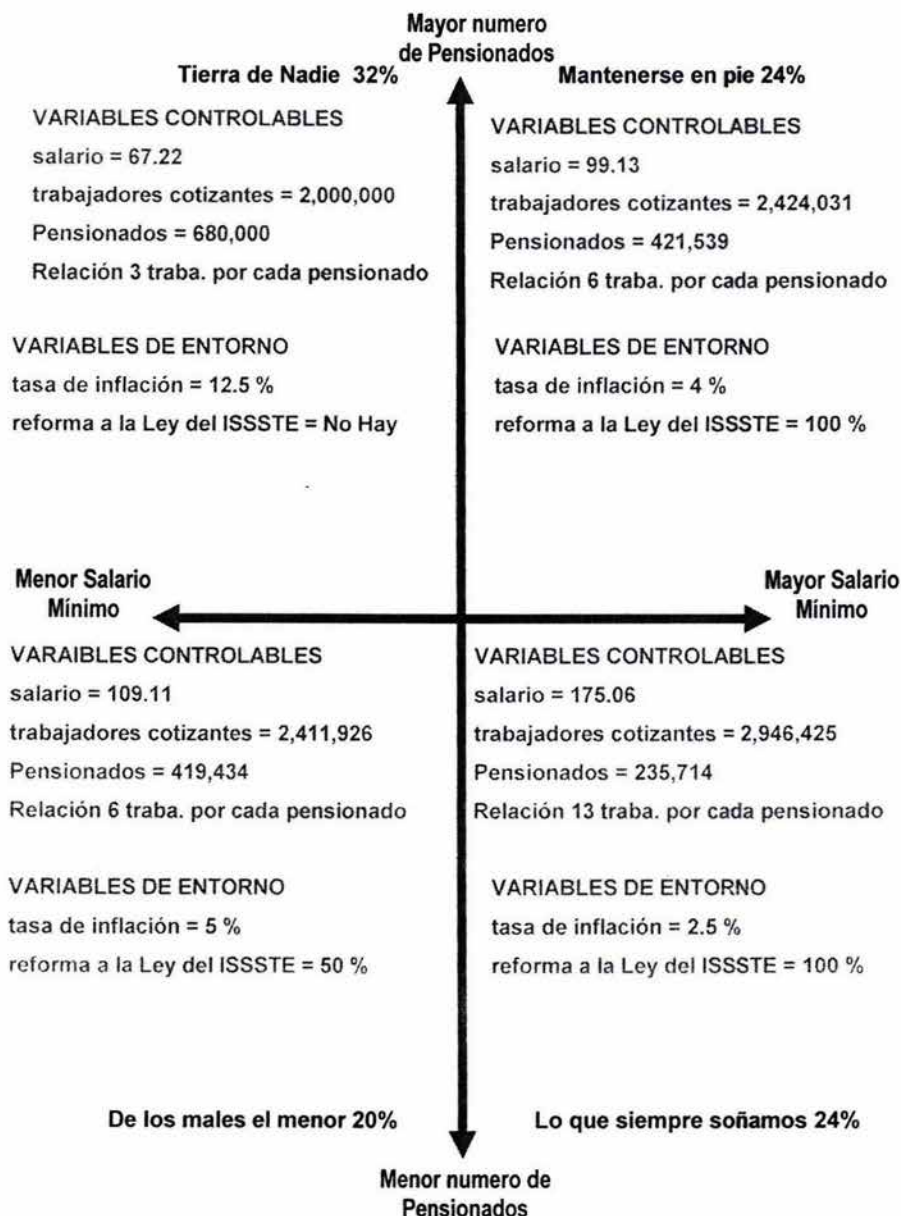 Mayor numero
de Pensionados
Tierra de Nadie 32%
Mantenerse en pie 24%
VARIABLES CONTROLABLES
salario = 67.22
trabajadores cotizantes = 2,000,000
Pensionados = 680,000
Relación 3 traba. por cada pensionado
VARIABLES CONTROLABLES
salario = 99.13
trabajadores cotizantes = 2,424,031
Pensionados = 421,539
Relación 6 traba. por cada pensionado
VARIABLES DE ENTORNO
tasa de inflación = 12.5 %
reforma a la Ley del ISSSTE = No Hay
VARIABLES DE ENTORNO
tasa de inflación = 4 %
reforma a la Ley del ISSSTE = 100 %
Menor Salario
Mínimo
Mayor Salario
Mínimo
VARAIBLES CONTROLABLES
salario = 109.11
trabajadores cotizantes = 2,411,926
Pensionados = 419,434
Relación 6 traba. por cada pensionado
VARIABLES CONTROLABLES
salario = 175.06
trabajadores cotizantes = 2,946,425
Pensionados = 235,714
Relación 13 traba. por cada pensionado
VARIABLES DE ENTORNO
tasa de inflación = 5 %
reforma a la Ley del ISSSTE = 50 %
VARIABLES DE ENTORNO
tasa de inflación = 2.5 %
reforma a la Ley del ISSSTE = 100 %
De los males el menor 20%
Lo que siempre soñamos 24%
Menor numero de
Pensionados